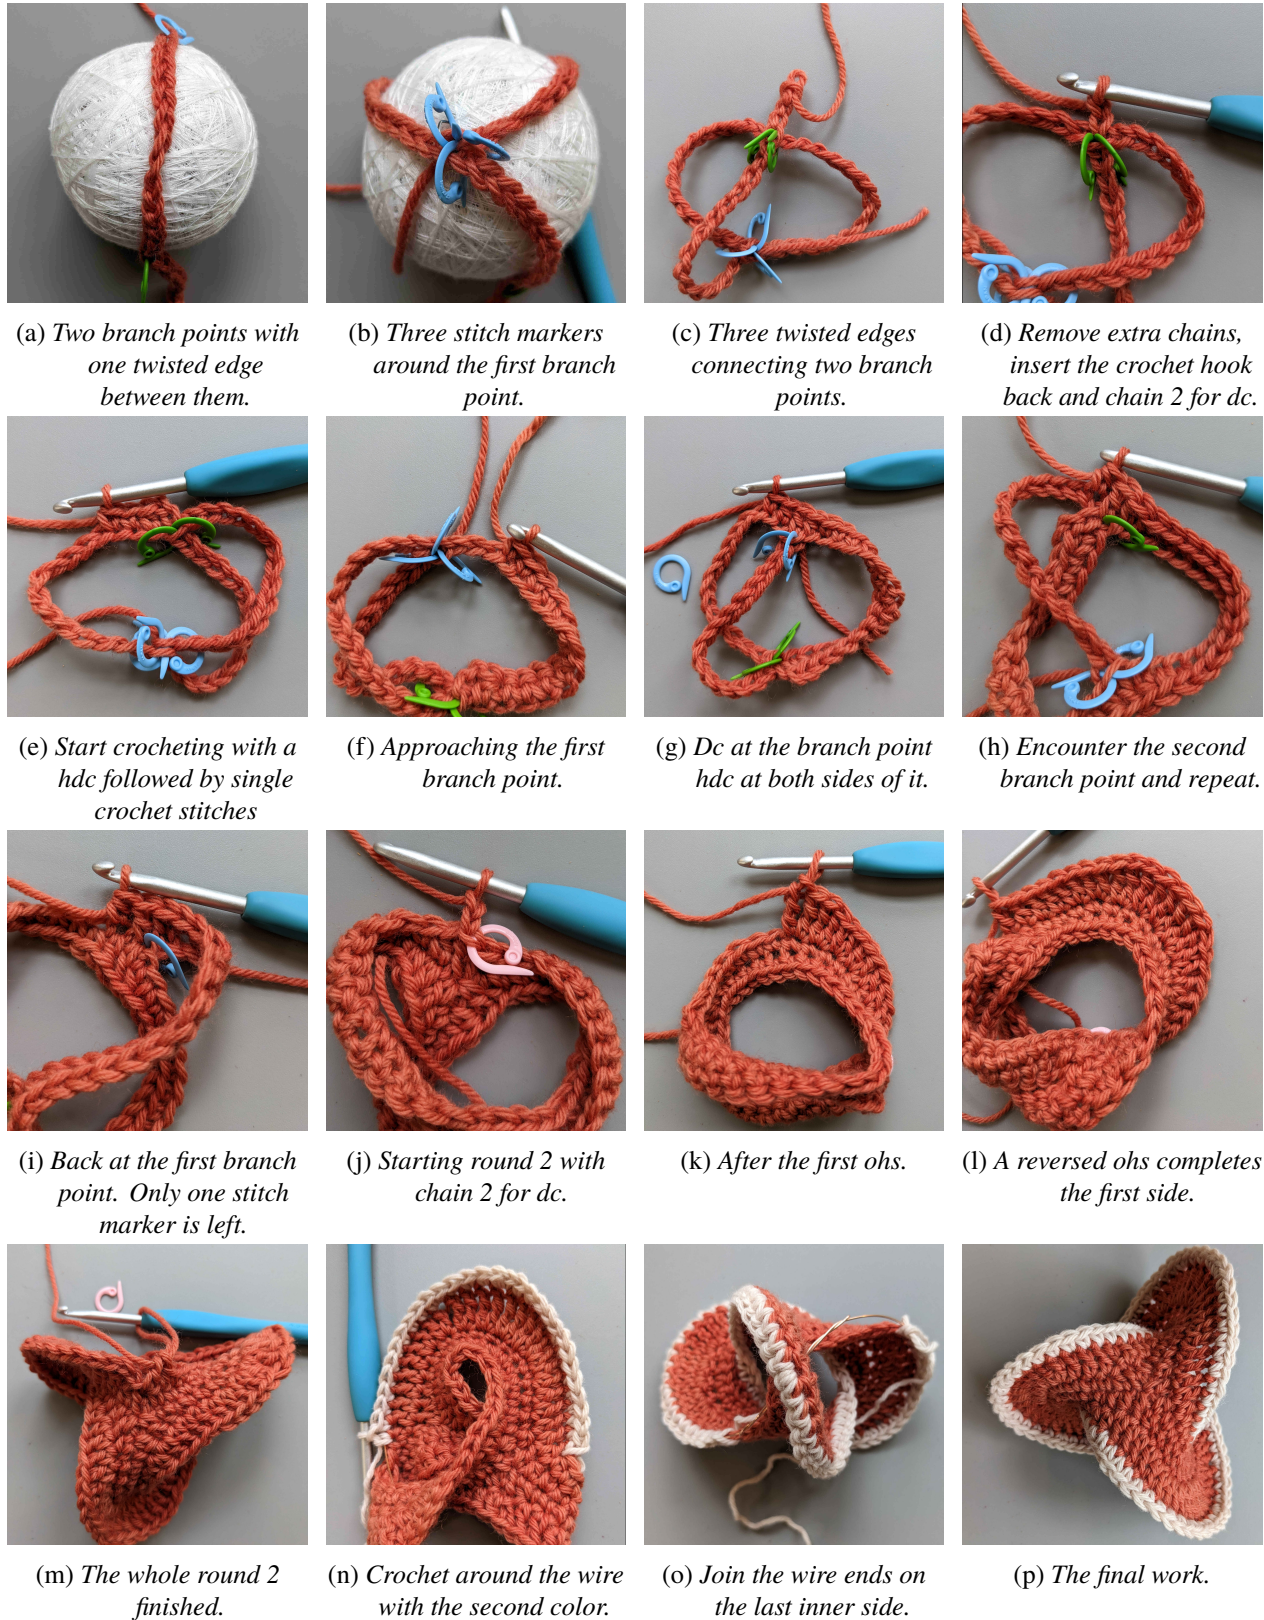 (a) Two branch points with
one twisted edge
between them.
(b) Three stitch markers
around the first branch
point.
(c) Three twisted edges
connecting two branch
points.
(d) Remove extra chains,
insert the crochet hook
back and chain 2 for dc.
(e) Start crocheting with a
hdc followed by single
crochet stitches
(f) Approaching the first
branch point.
(g) Dc at the branch point
hdc at both sides of it.
(h) Encounter the second
branch point and repeat.
(i) Back at the first branch
point. Only one stitch
marker is left.
(j) Starting round 2 with
chain 2 for dc.
(k) After the first ohs.
(l) A reversed ohs completes
the first side.
(m) The whole round 2
finished.
(n) Crochet around the wire
with the second color.
(o) Join the wire ends on
the last inner side.
(p) The final work.